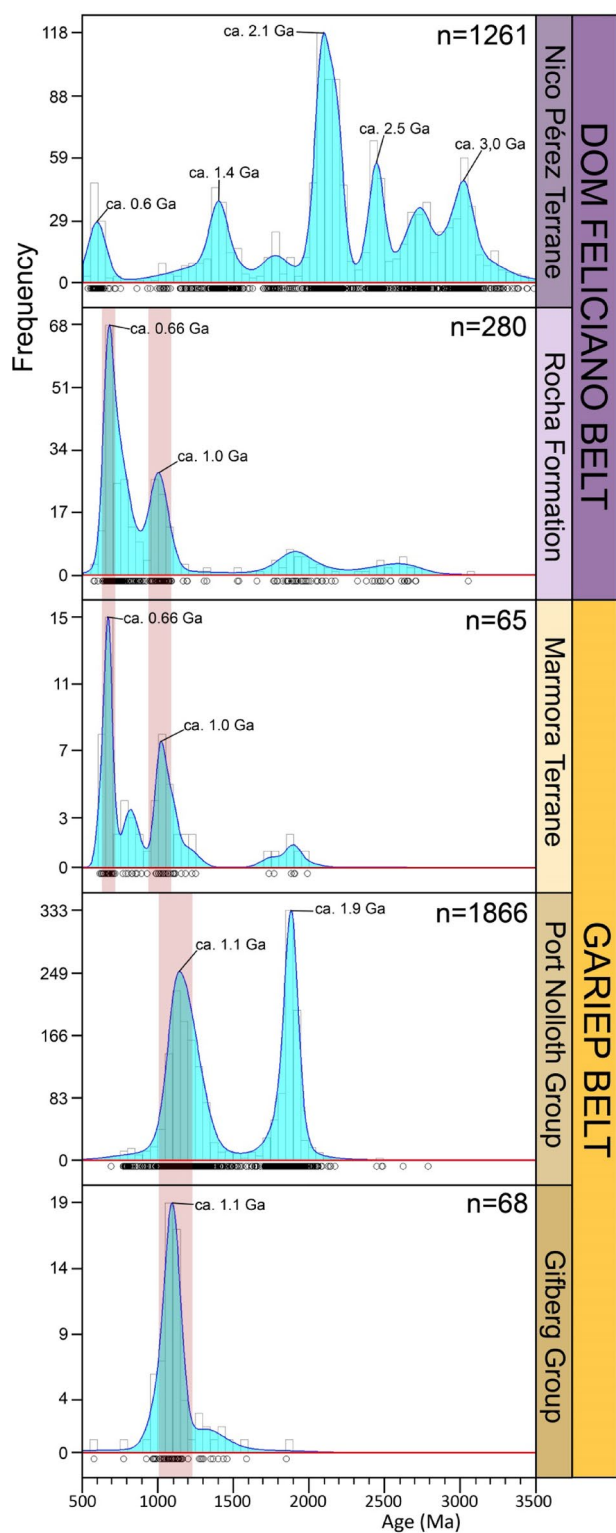 Frequency
118
88
59
29
0
ca. 0.6 Ga
ca. 1.4 Ga
ca. 2.1 Ga
ca. 2.5 Ga
ca. 3,0 Ga
n=1261
Nico Pérez Terrane
DOM FELICIANO BELT
68
51
34
17
0
ca. 0.66 Ga
ca. 1.0 Ga
n=280
Rocha Formation
15
11
7
3
0
ca. 0.66 Ga
ca. 1.0 Ga
n=65
Marmora Terrane
GARIEP BELT
333
249
166
83
0
ca. 1.1 Ga
ca. 1.9 Ga
n=1866
Port Nolloth Group
19
14
9
4
0
ca. 1.1 Ga
n=68
Gifberg Group
500 1000 1500 2000 2500 3000 3500
Age (Ma)